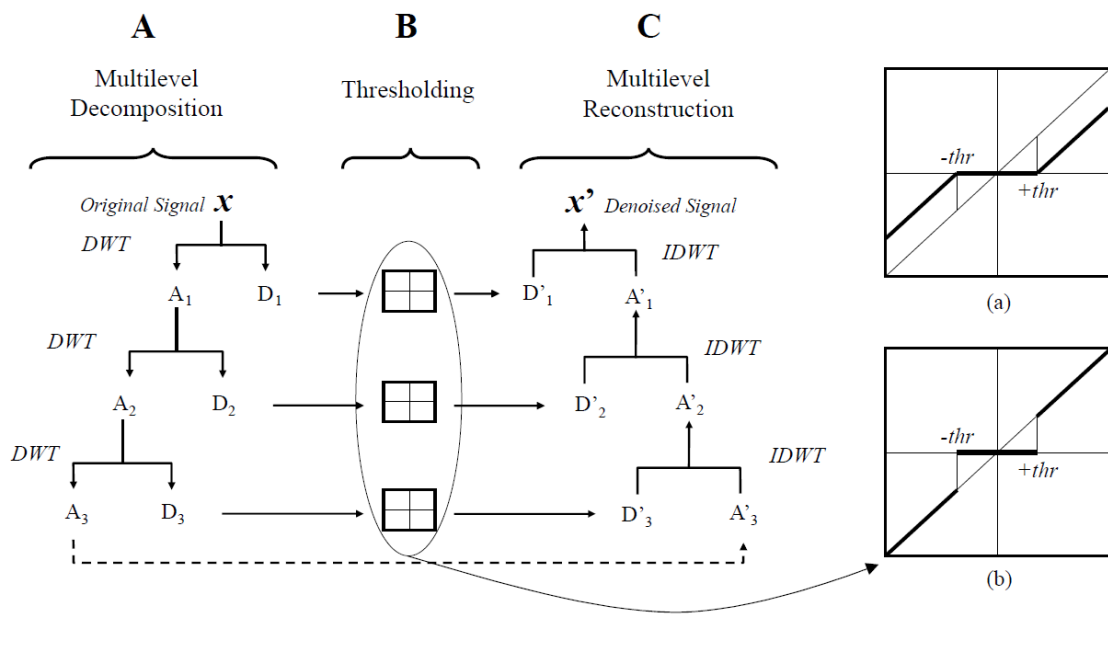 A
B
C
Multilevel
Decomposition
Thresholding
Multilevel
Reconstruction
Original Signal x
x’ Denoised Signal
DWT
IDWT
A1
D1
D’1
A’1
DWT
IDWT
A2
D2
D’2
A’2
DWT
IDWT
A3
D3
D’3
A’3
-thr
+thr
(a)
-thr
+thr
(b)